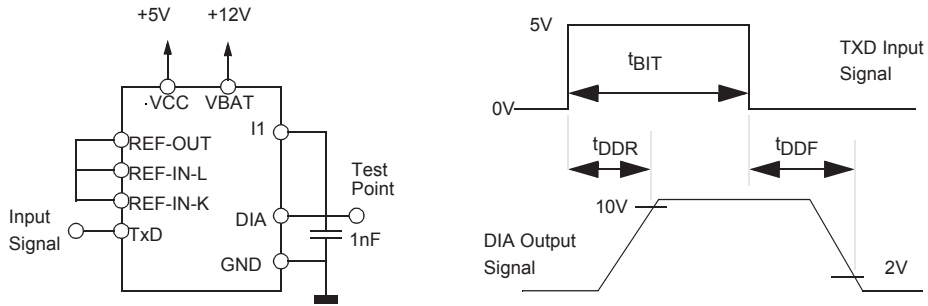 +5V
+12V
.VCC
VBAT
I1
REF-OUT
REF-IN-L
REF-IN-K
Input
Signal
TxD
DIA
Test
Point
1nF
GND
5V
0V
tBIT
TXD Input
Signal
tDDR
tDDF
10V
DIA Output
Signal
2V